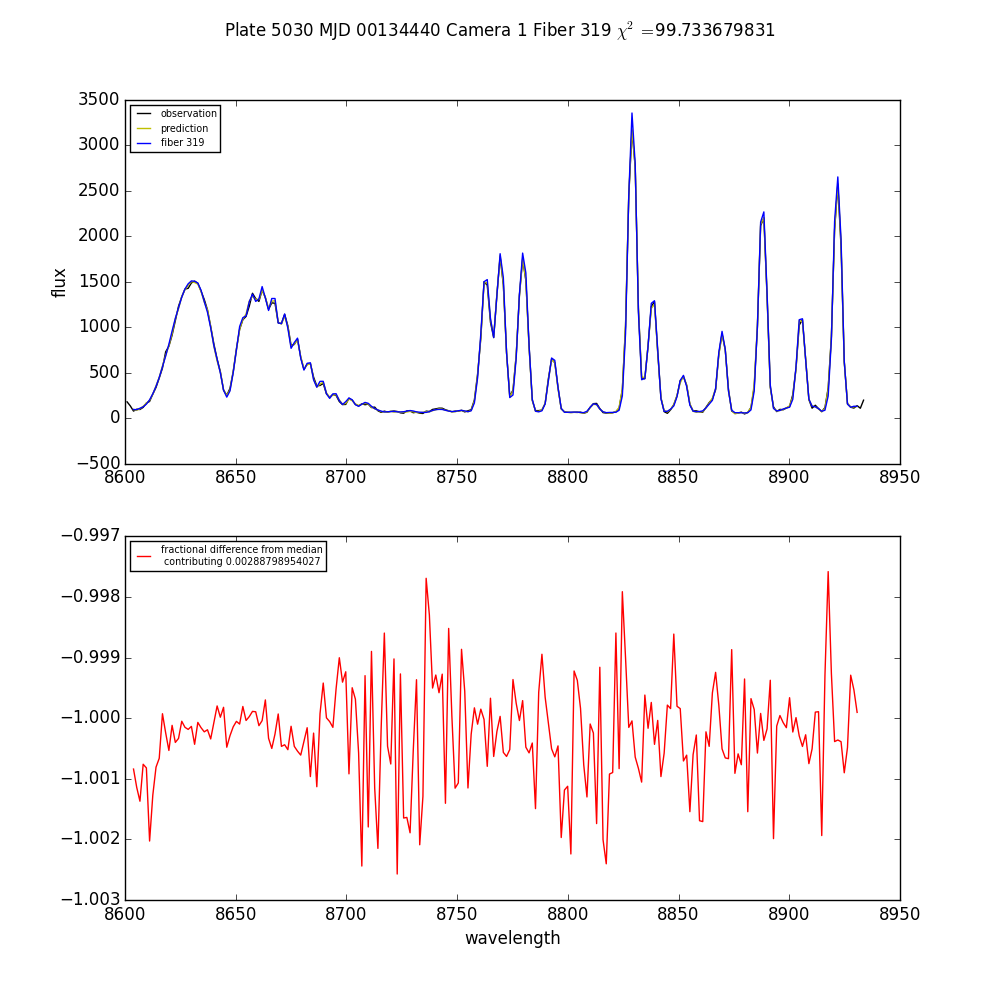 Plate 5030 MJD 00134440 Camera 1 Fiber 319 χ² =99.733679831
3500
3000
2500
2000
1500
1000
500
0
−500
flux
observation
prediction
fiber 319
8600 8650 8700 8750 8800 8850 8900 8950
−0.997
−0.998
−0.999
−1.000
−1.001
−1.002
−1.003
fractional difference from median
contributing 0.00288798954027
8600 8650 8700 8750 8800 8850 8900 8950
wavelength